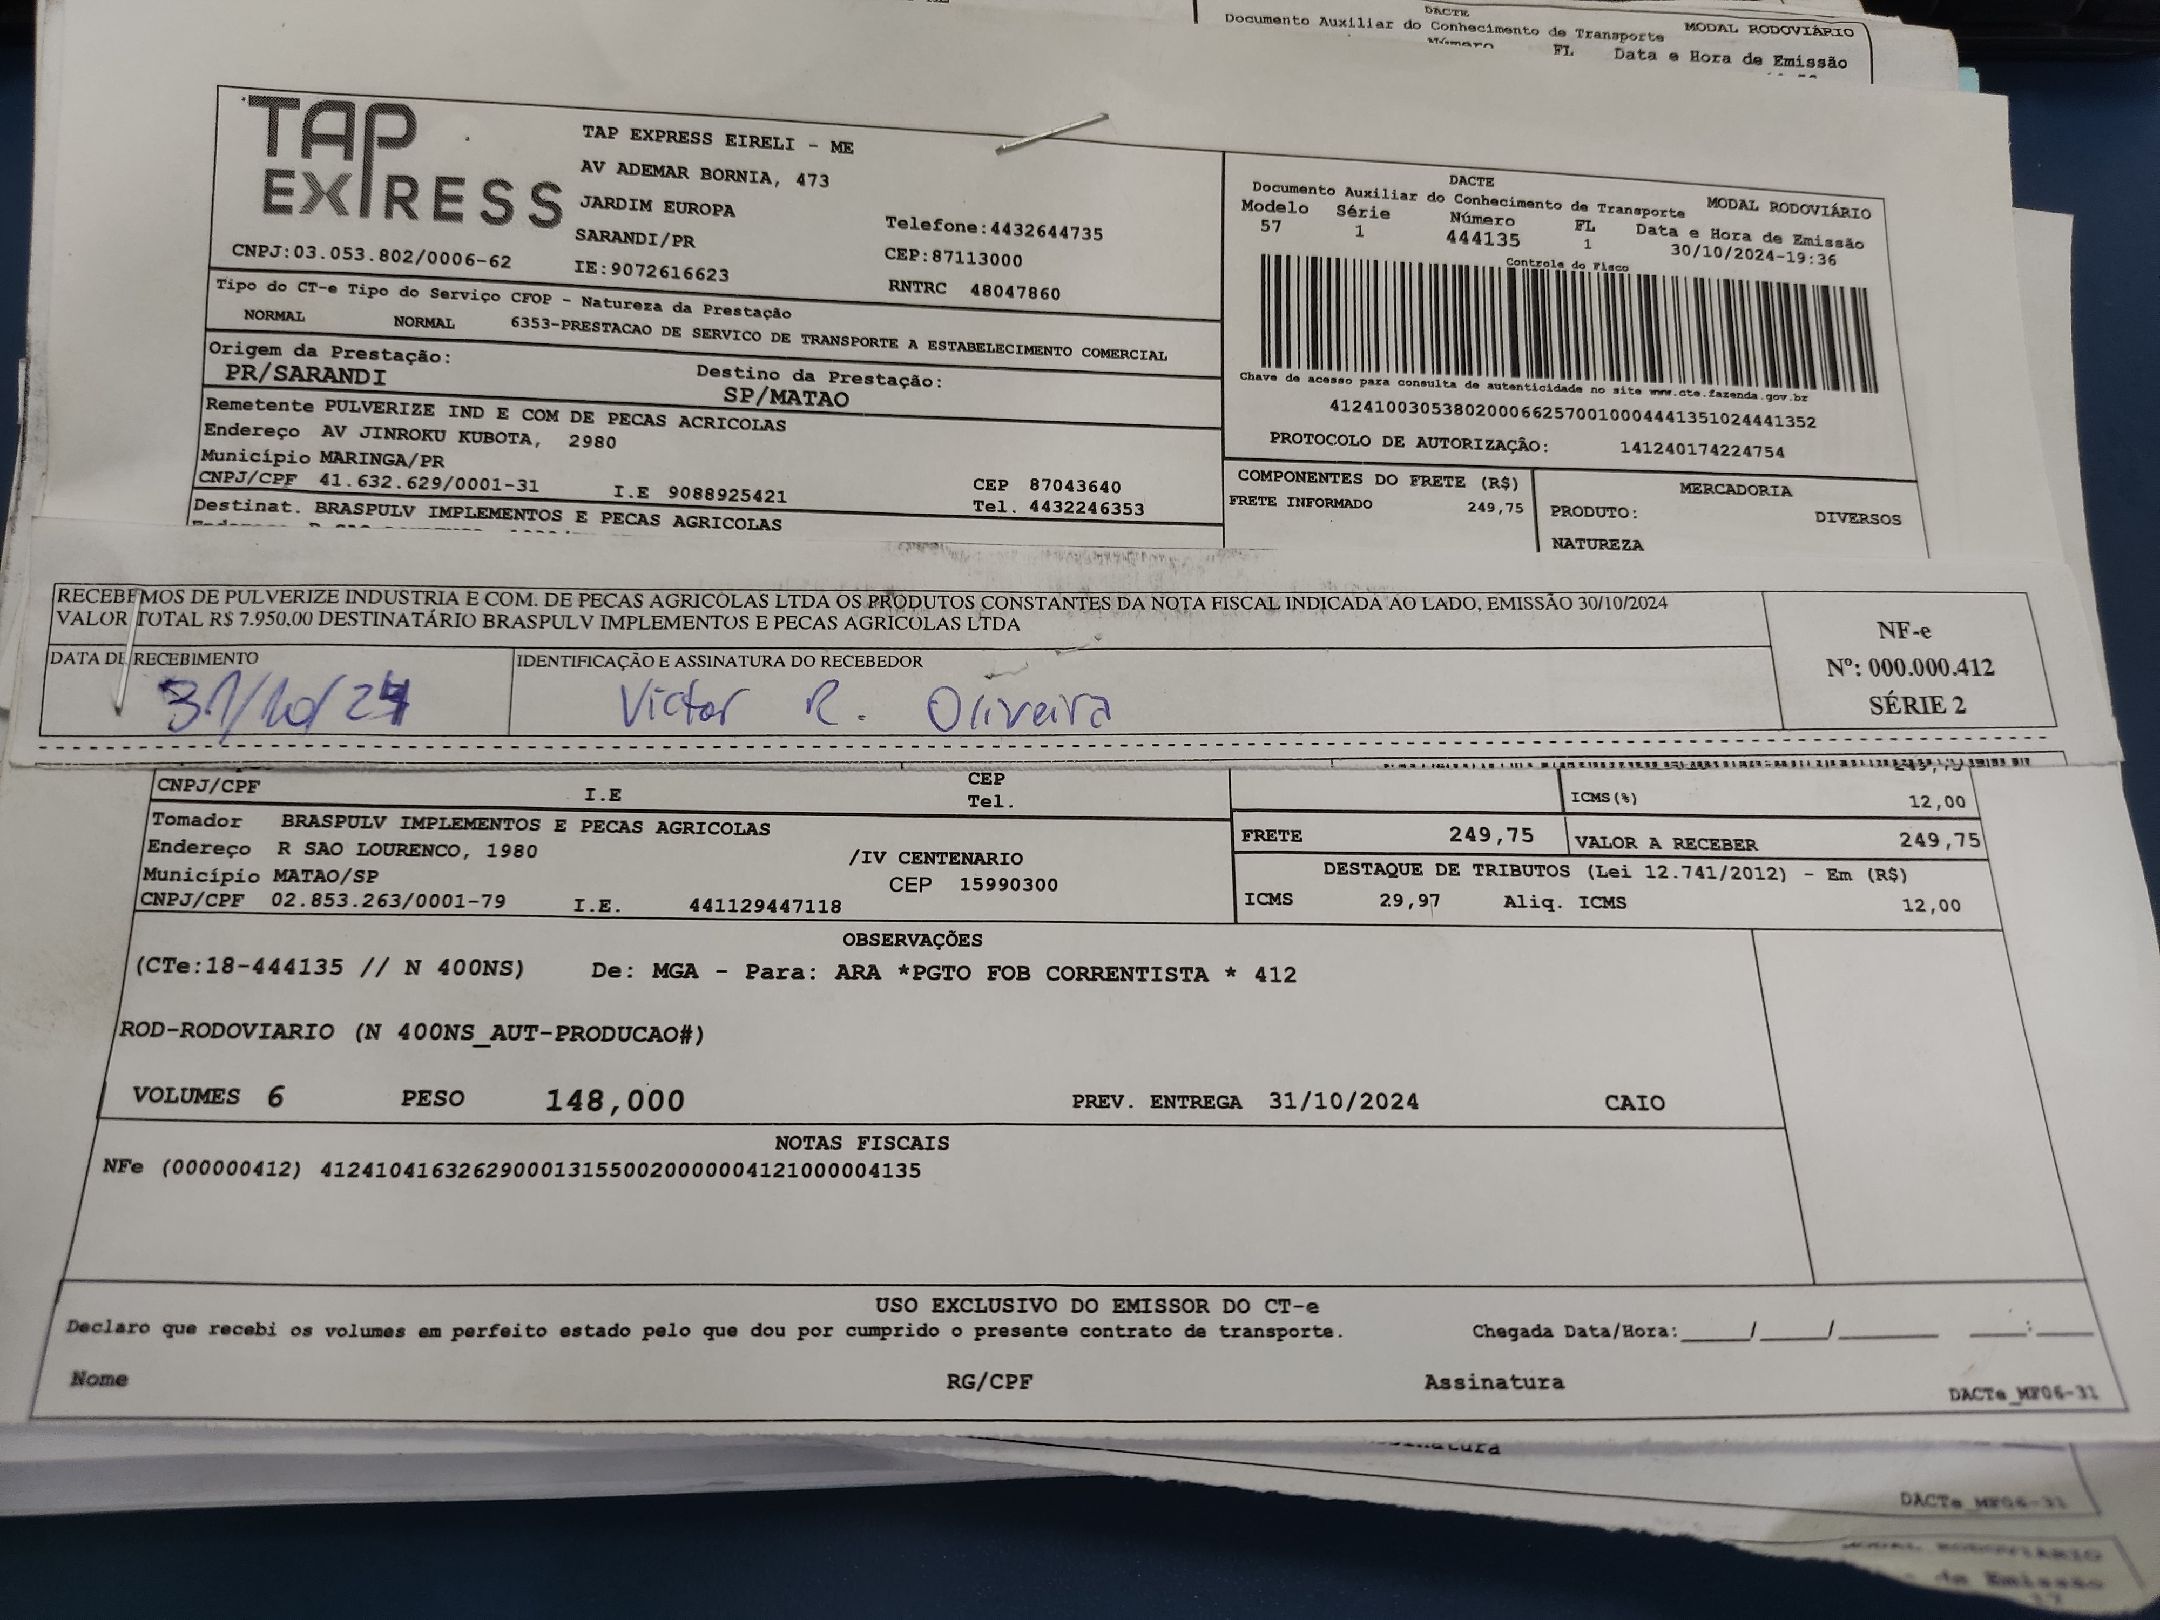 DACTE
Documento Auxiliar do Conhecimento de Transporte MODAL RODOVIÁRIO
Número FL Data e Hora de Emissão
TAP EXPRESS
TAP EXPRESS EIRELI - ME
AV ADEMAR BORNIA, 473
JARDIM EUROPA
SARANDI/PR
Telefone:4432644735
CNPJ:03.053.802/0006-62
IE:9072616623
CEP:87113000
RNTRC 48047860
DACTE
Documento Auxiliar do Conhecimento de Transporte MODAL RODOVIÁRIO
Modelo Série Número FL Data e Hora de Emissão
57 1 444135 1 30/10/2024-19:36
Controle do Fisco
Chave de acesso para consulta de autenticidade no site www.cte.fazenda.gov.br
41241003053802000662570010004441351024441352
PROTOCOLO DE AUTORIZAÇÃO: 141240174224754
Tipo do CT-e Tipo do Serviço CFOP - Natureza da Prestação
NORMAL NORMAL 6353-PRESTACAO DE SERVICO DE TRANSPORTE A ESTABELECIMENTO COMERCIAL
Origem da Prestação: Destino da Prestação:
PR/SARANDI SP/MATAO
Remetente PULVERIZE IND E COM DE PECAS ACRICOLAS
Endereço AV JINROKU KUBOTA, 2980
Município MARINGA/PR
CNPJ/CPF 41.632.629/0001-31 I.E 9088925421
CEP 87043640
Tel. 4432246353
Destinat. BRASPULV IMPLEMENTOS E PECAS AGRICOLAS
COMPONENTES DO FRETE (R$)
FRETE INFORMADO 249,75
MERCADORIA
PRODUTO: DIVERSOS
NATUREZA
RECEBEMOS DE PULVERIZE INDUSTRIA E COM. DE PECAS AGRICOLAS LTDA OS PRODUTOS CONSTANTES DA NOTA FISCAL INDICADA AO LADO, EMISSÃO 30/10/2024
VALOR TOTAL R$ 7.950.00 DESTINATÁRIO BRASPULV IMPLEMENTOS E PECAS AGRICOLAS LTDA
NF-e
Nº: 000.000.412
SÉRIE 2
DATA DE RECEBIMENTO IDENTIFICAÇÃO E ASSINATURA DO RECEBEDOR
31/10/24 Victor R. Oliveira
CNPJ/CPF I.E CEP
Tel.
ICMS(%) 12,00
Tomador BRASPULV IMPLEMENTOS E PECAS AGRICOLAS
Endereço R SAO LOURENCO, 1980 /IV CENTENARIO
Município MATAO/SP CEP 15990300
CNPJ/CPF 02.853.263/0001-79 I.E. 441129447118
FRETE 249,75 VALOR A RECEBER 249,75
DESTAQUE DE TRIBUTOS (Lei 12.741/2012) - Em (R$)
ICMS 29,97 Aliq. ICMS 12,00
OBSERVAÇÕES
(CTe:18-444135 // N 400NS) De: MGA - Para: ARA *PGTO FOB CORRENTISTA * 412
ROD-RODOVIARIO (N 400NS_AUT-PRODUCAO#)
VOLUMES 6 PESO 148,000 PREV. ENTREGA 31/10/2024 CAIO
NOTAS FISCAIS
NFe (000000412) 41241041632629000131550020000004121000004135
USO EXCLUSIVO DO EMISSOR DO CT-e
Declaro que recebi os volumes em perfeito estado pelo que dou por cumprido o presente contrato de transporte. Chegada Data/Hora:____/____/______ ___:___
Nome RG/CPF Assinatura
DACTe_MF06-31
DACTe_MF06-31
MODAL RODOVIÁRIO
de Emissão